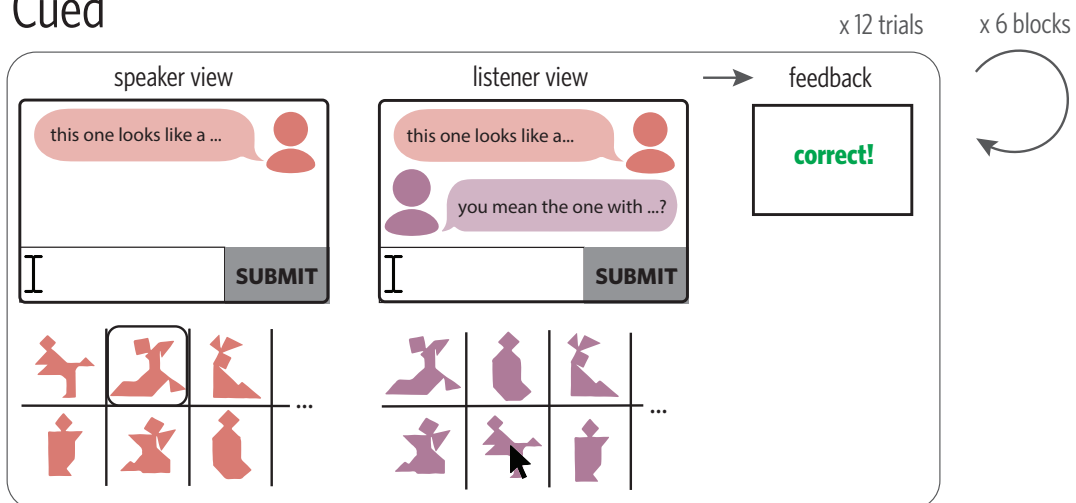 Cued
x 12 trials
x 6 blocks
speaker view
listener view
feedback
this one looks like a ...
this one looks like a...
correct!
you mean the one with ...?
SUBMIT
SUBMIT
...
...